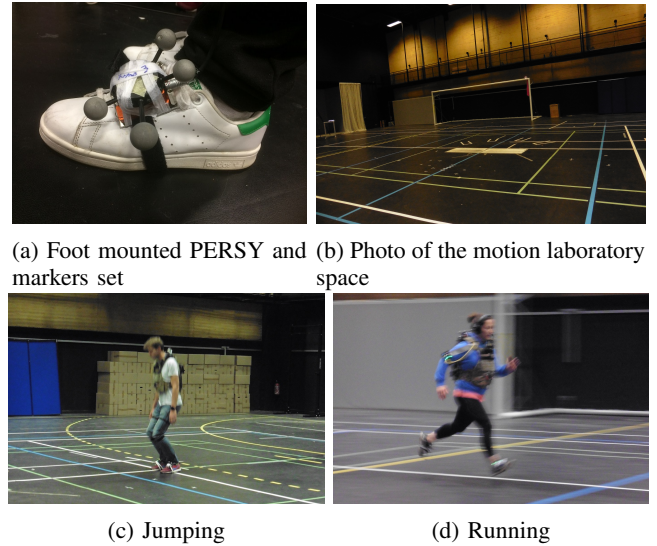 (a) Foot mounted PERSY and
markers set
(b) Photo of the motion laboratory
space
(c) Jumping
(d) Running